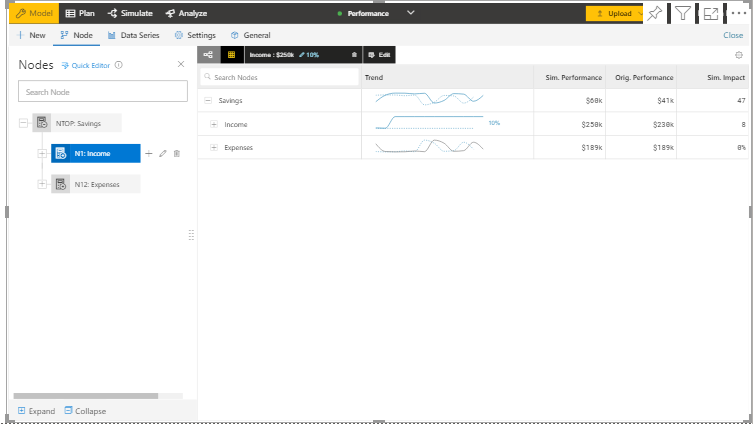 Model Plan Simulate Analyze Performance Upload
New Node Data Series Settings General Close
Nodes Quick Editor
Income : $250k 10% Edit
Search Node
Search Nodes Trend Sim. Performance Orig. Performance Sim. Impact
NTOP: Savings
Savings $60k $41k 47
N1: Income
Income 10% $250k $230k 8
Expenses $189k $189k 0%
N12: Expenses
Expand Collapse